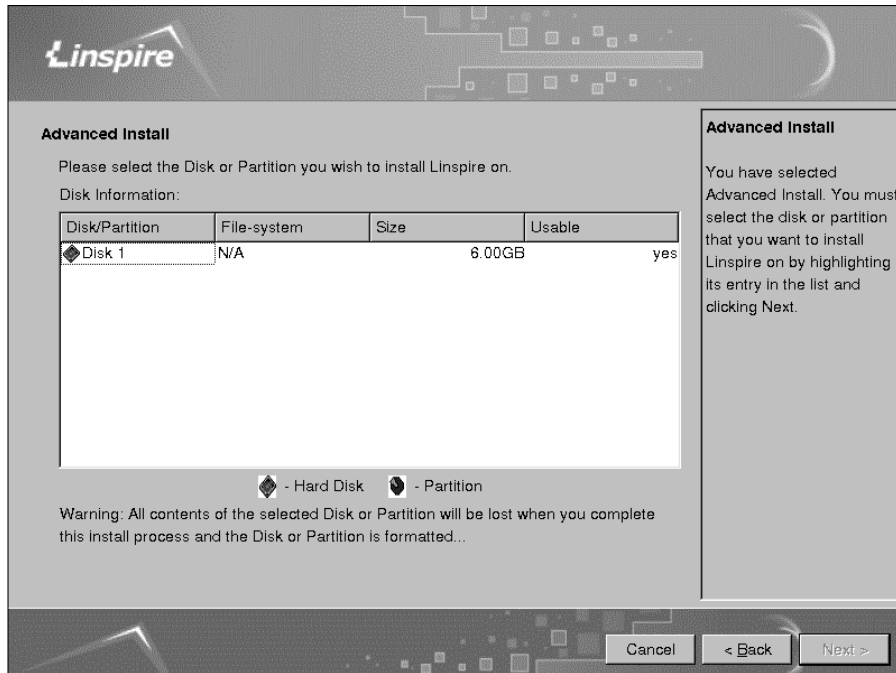 Linspire
Advanced Install
Please select the Disk or Partition you wish to install Linspire on.
Disk Information:
Disk/Partition File-system Size Usable
Disk 1 N/A 6.00GB yes
- Hard Disk - Partition
Warning: All contents of the selected Disk or Partition will be lost when you complete
this install process and the Disk or Partition is formatted...
Advanced Install
You have selected
Advanced Install. You must
select the disk or partition
that you want to install
Linspire on by highlighting
its entry in the list and
clicking Next.
Cancel < Back Next >